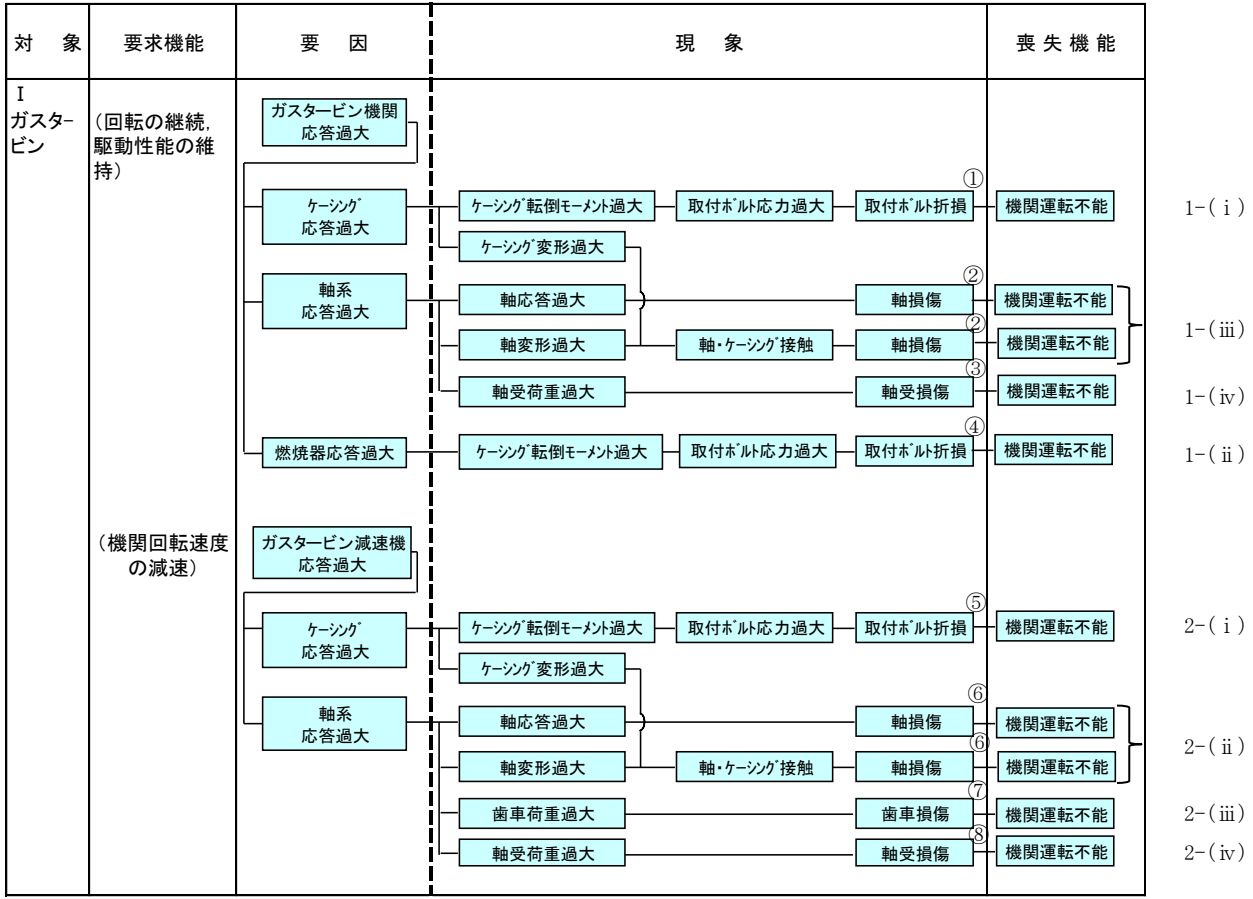 対　象　要求機能　要　因　現　象　喪 失 機 能
Ⅰ
ガスター
ビン
(回転の継続,
駆動性能の維
持)
ガスタービン機関
応答過大
ｹｰｼﾝｸﾞ
応答過大
ｹｰｼﾝｸﾞ転倒ﾓｰﾒﾝﾄ過大　取付ﾎﾞﾙﾄ応力過大　①　取付ﾎﾞﾙﾄ折損　機関運転不能　1-(ⅰ)
ｹｰｼﾝｸﾞ変形過大
軸系
応答過大
軸応答過大　②　軸損傷　機関運転不能
軸変形過大　軸・ｹｰｼﾝｸﾞ接触　②　軸損傷　機関運転不能　1-(ⅲ)
軸受荷重過大　③　軸受損傷　機関運転不能　1-(ⅳ)
燃焼器応答過大　ｹｰｼﾝｸﾞ転倒ﾓｰﾒﾝﾄ過大　取付ﾎﾞﾙﾄ応力過大　④　取付ﾎﾞﾙﾄ折損　機関運転不能　1-(ⅱ)
(機関回転速度
の減速)
ガスタービン減速機
応答過大
ｹｰｼﾝｸﾞ
応答過大
ｹｰｼﾝｸﾞ転倒ﾓｰﾒﾝﾄ過大　取付ﾎﾞﾙﾄ応力過大　⑤　取付ﾎﾞﾙﾄ折損　機関運転不能　2-(ⅰ)
ｹｰｼﾝｸﾞ変形過大
軸系
応答過大
軸応答過大　⑥　軸損傷　機関運転不能
軸変形過大　軸・ｹｰｼﾝｸﾞ接触　⑥　軸損傷　機関運転不能　2-(ⅱ)
歯車荷重過大　⑦　歯車損傷　機関運転不能　2-(ⅲ)
軸受荷重過大　⑧　軸受損傷　機関運転不能　2-(ⅳ)